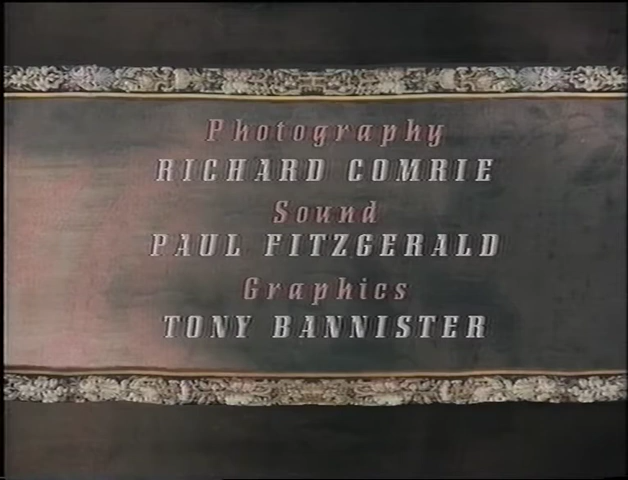 Photography
RICHARD COMRIE
Sound
PAUL FITZGERALD
Graphics
TONY BANNISTER